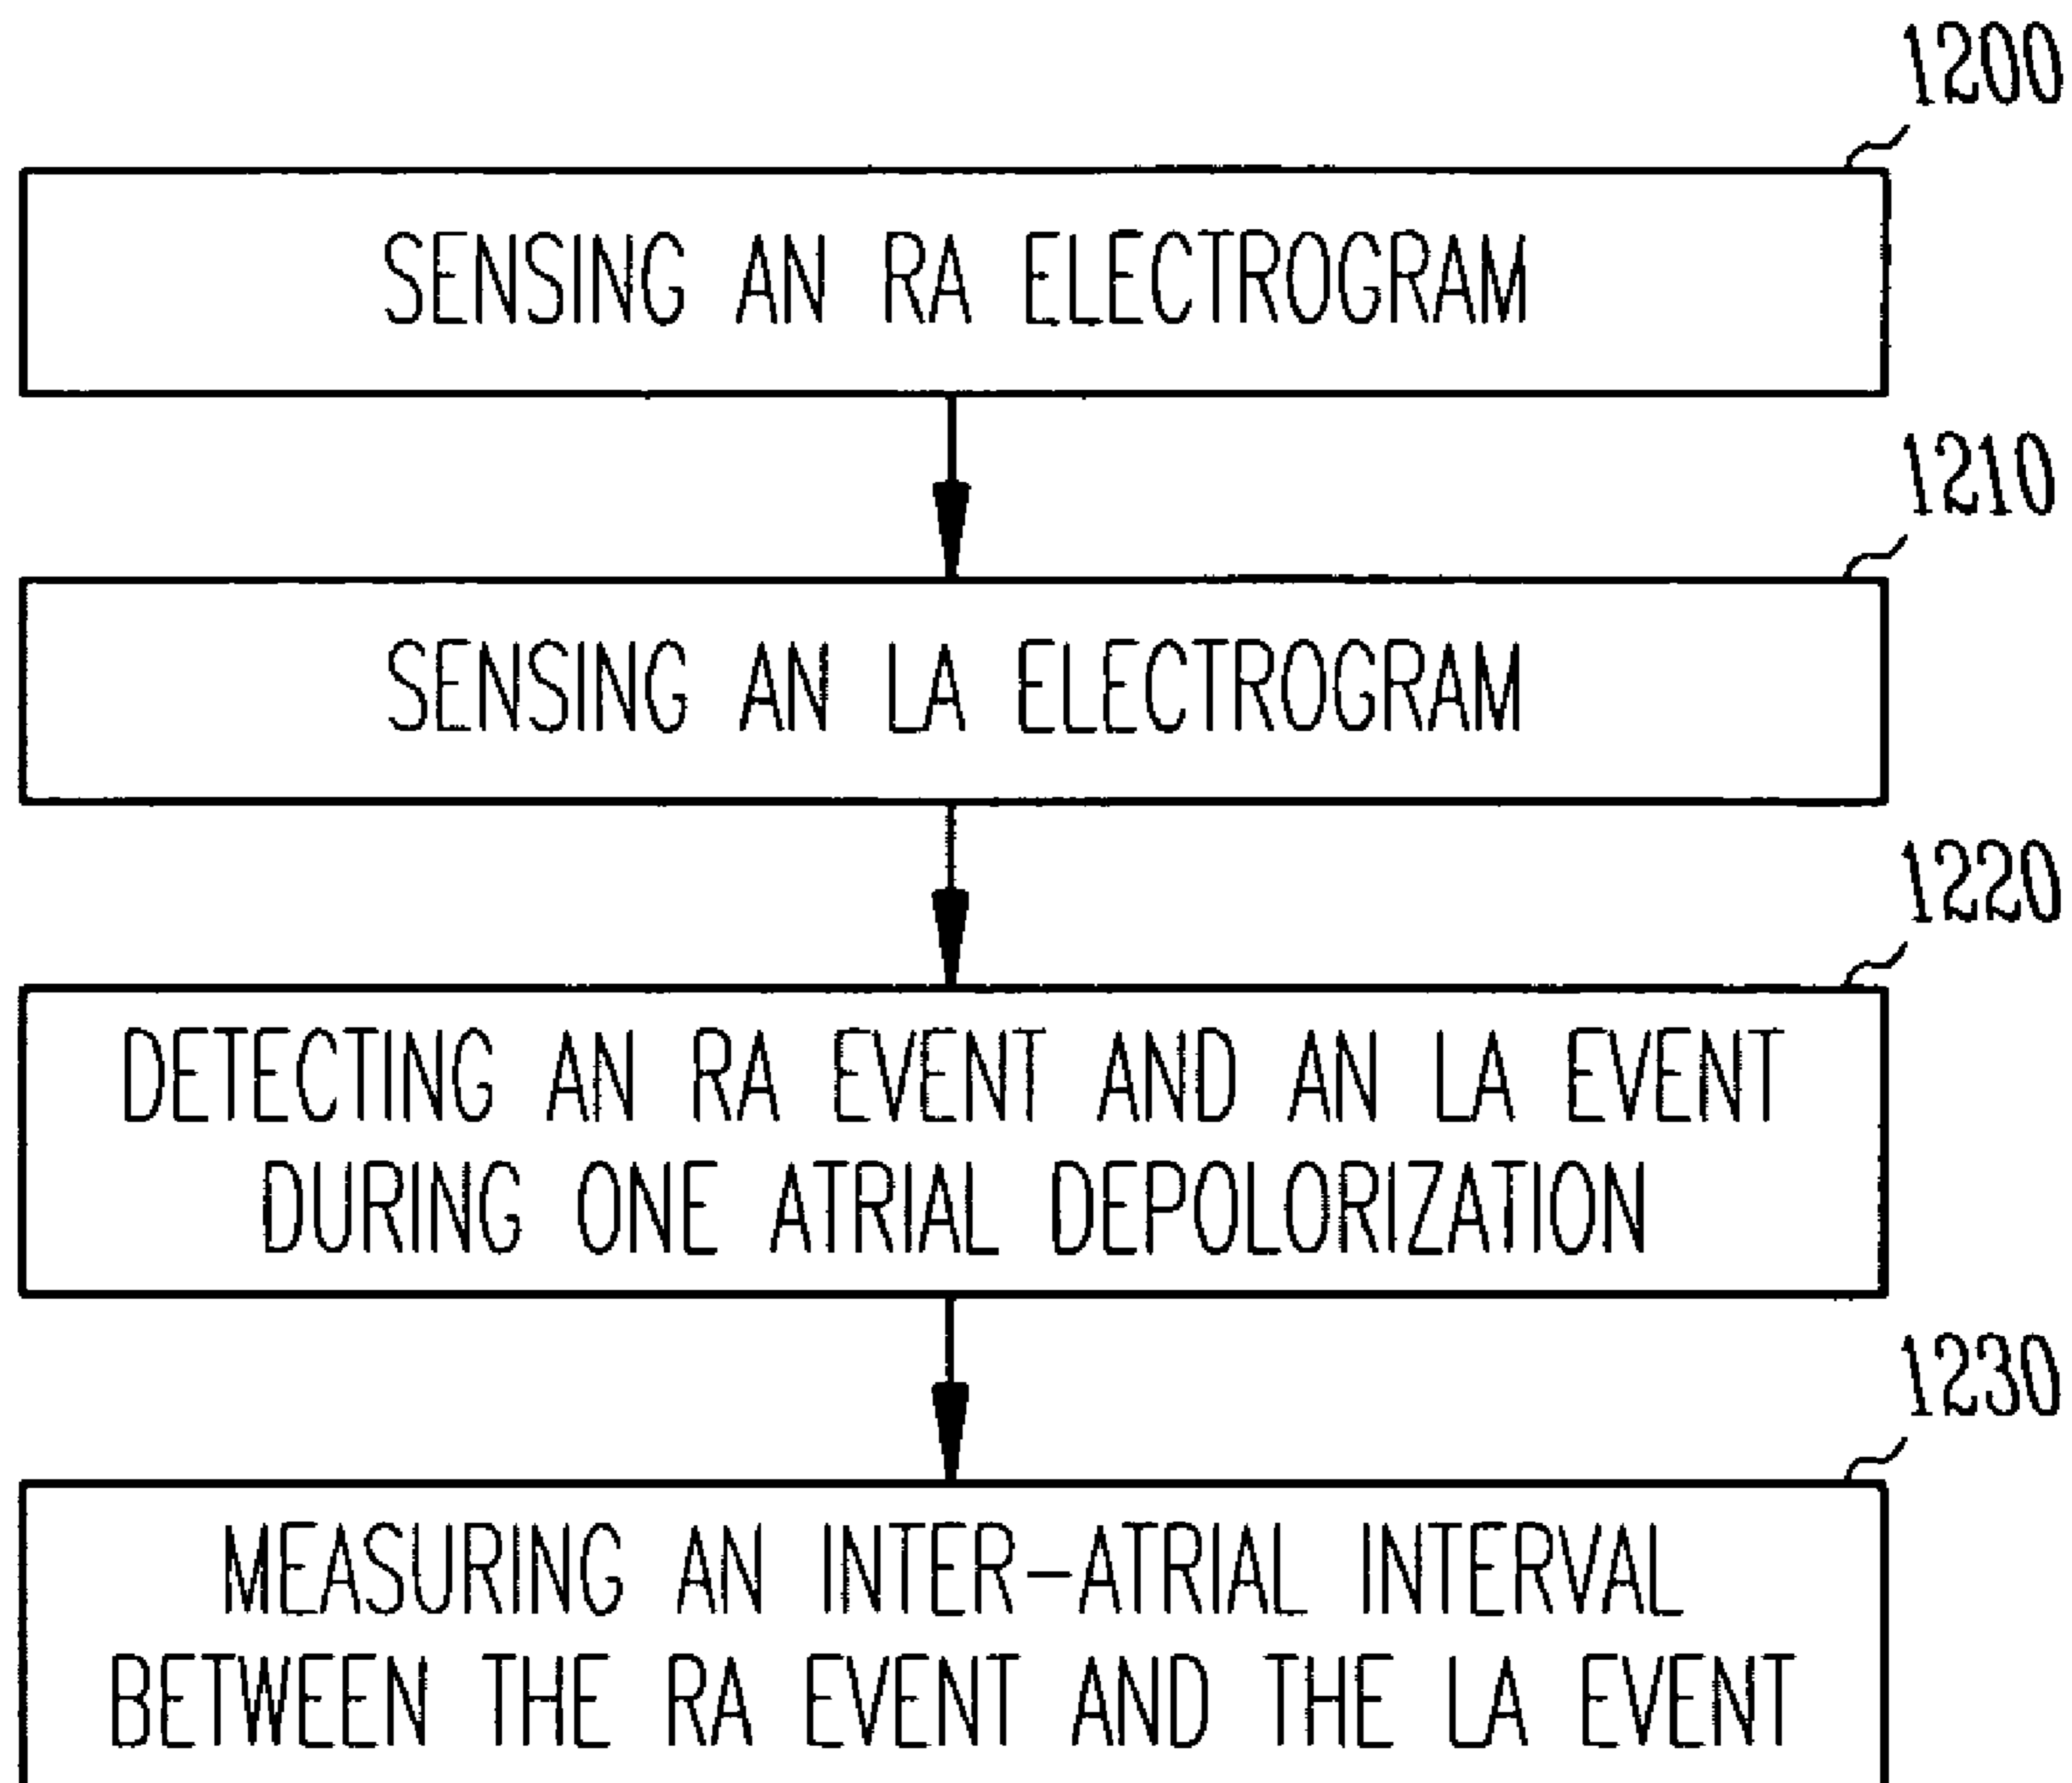 1200
SENSING AN RA ELECTROGRAM
1210
SENSING AN LA ELECTROGRAM
1220
DETECTING AN RA EVENT AND AN LA EVENT
DURING ONE ATRIAL DEPOLORIZATION
1230
MEASURING AN INTER-ATRIAL INTERVAL
BETWEEN THE RA EVENT AND THE LA EVENT